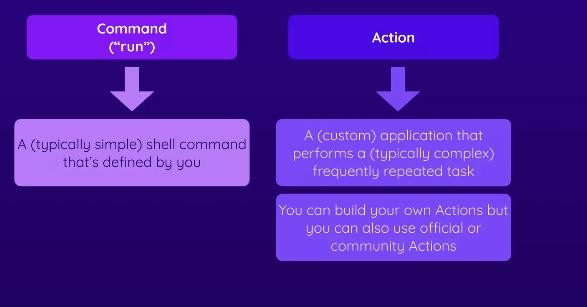 Command
(“run”)
A (typically simple) shell command
that’s defined by you
Action
A (custom) application that
performs a (typically complex)
frequently repeated task
You can build your own Actions but
you can also use official or
community Actions